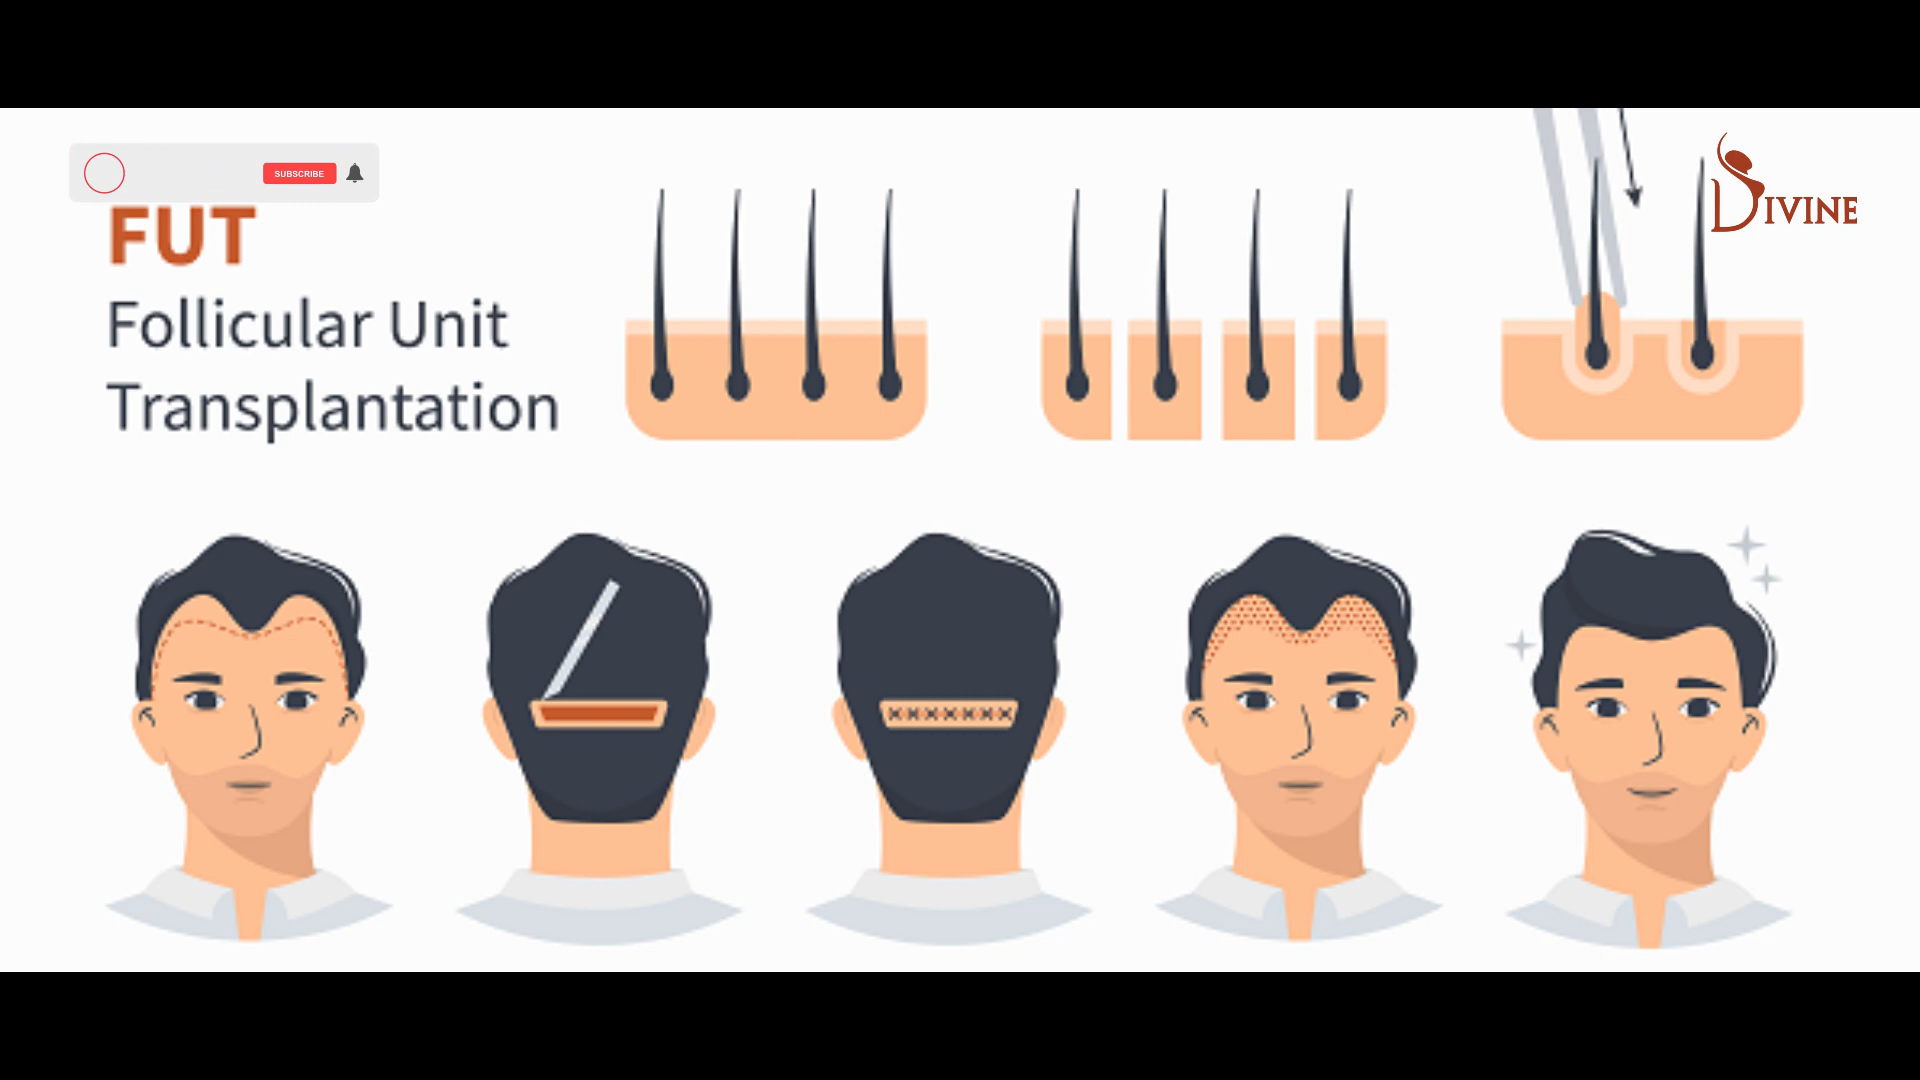 SUBSCRIBE
FUT
Follicular Unit
Transplantation
DIVINE